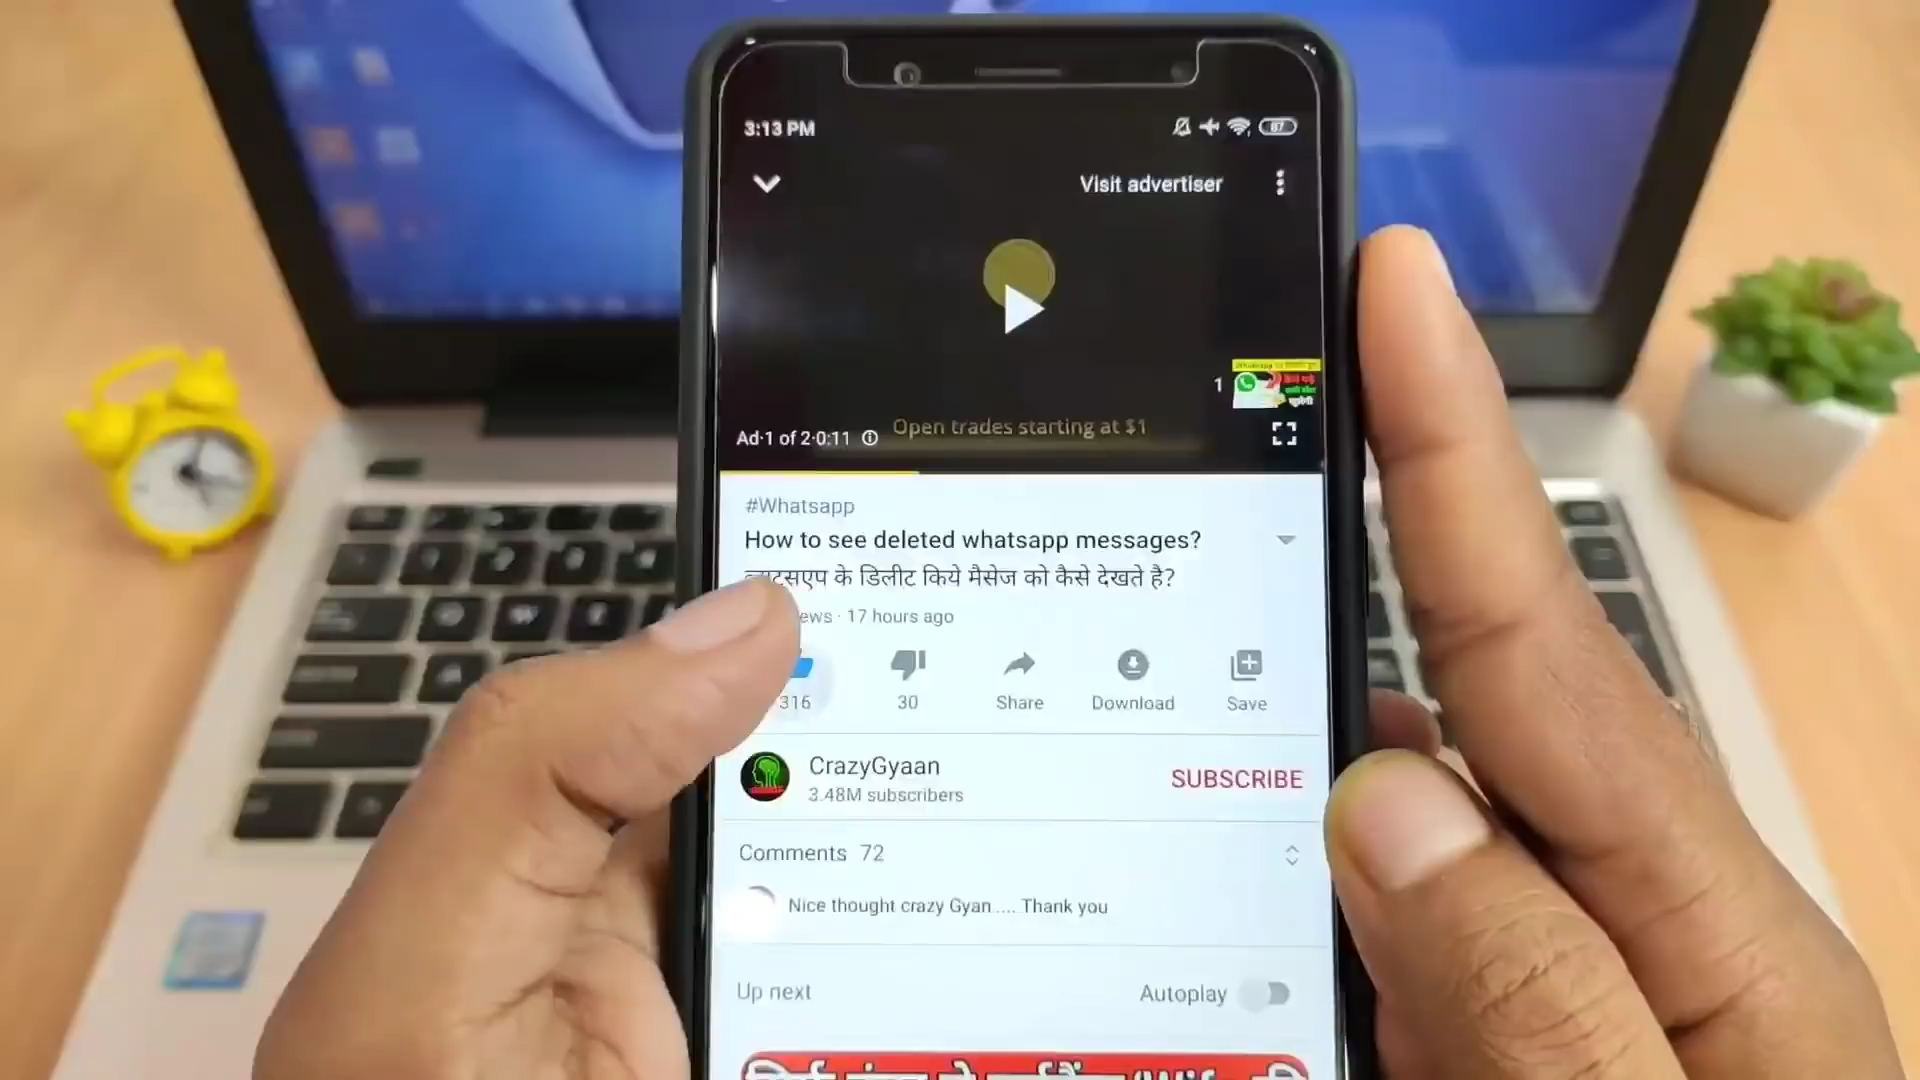 3:13 PM
87
Visit advertiser
1
Open trades starting at $1
Ad·1 of 2·0:11
#Whatsapp
How to see deleted whatsapp messages?
व्हाट्सएप के डिलीट किये मैसेज को कैसे देखते है?
17 hours ago
316
30
Share
Download
Save
CrazyGyaan
3.48M subscribers
SUBSCRIBE
Comments 72
Nice thought crazy Gyan .... Thank you
Up next
Autoplay